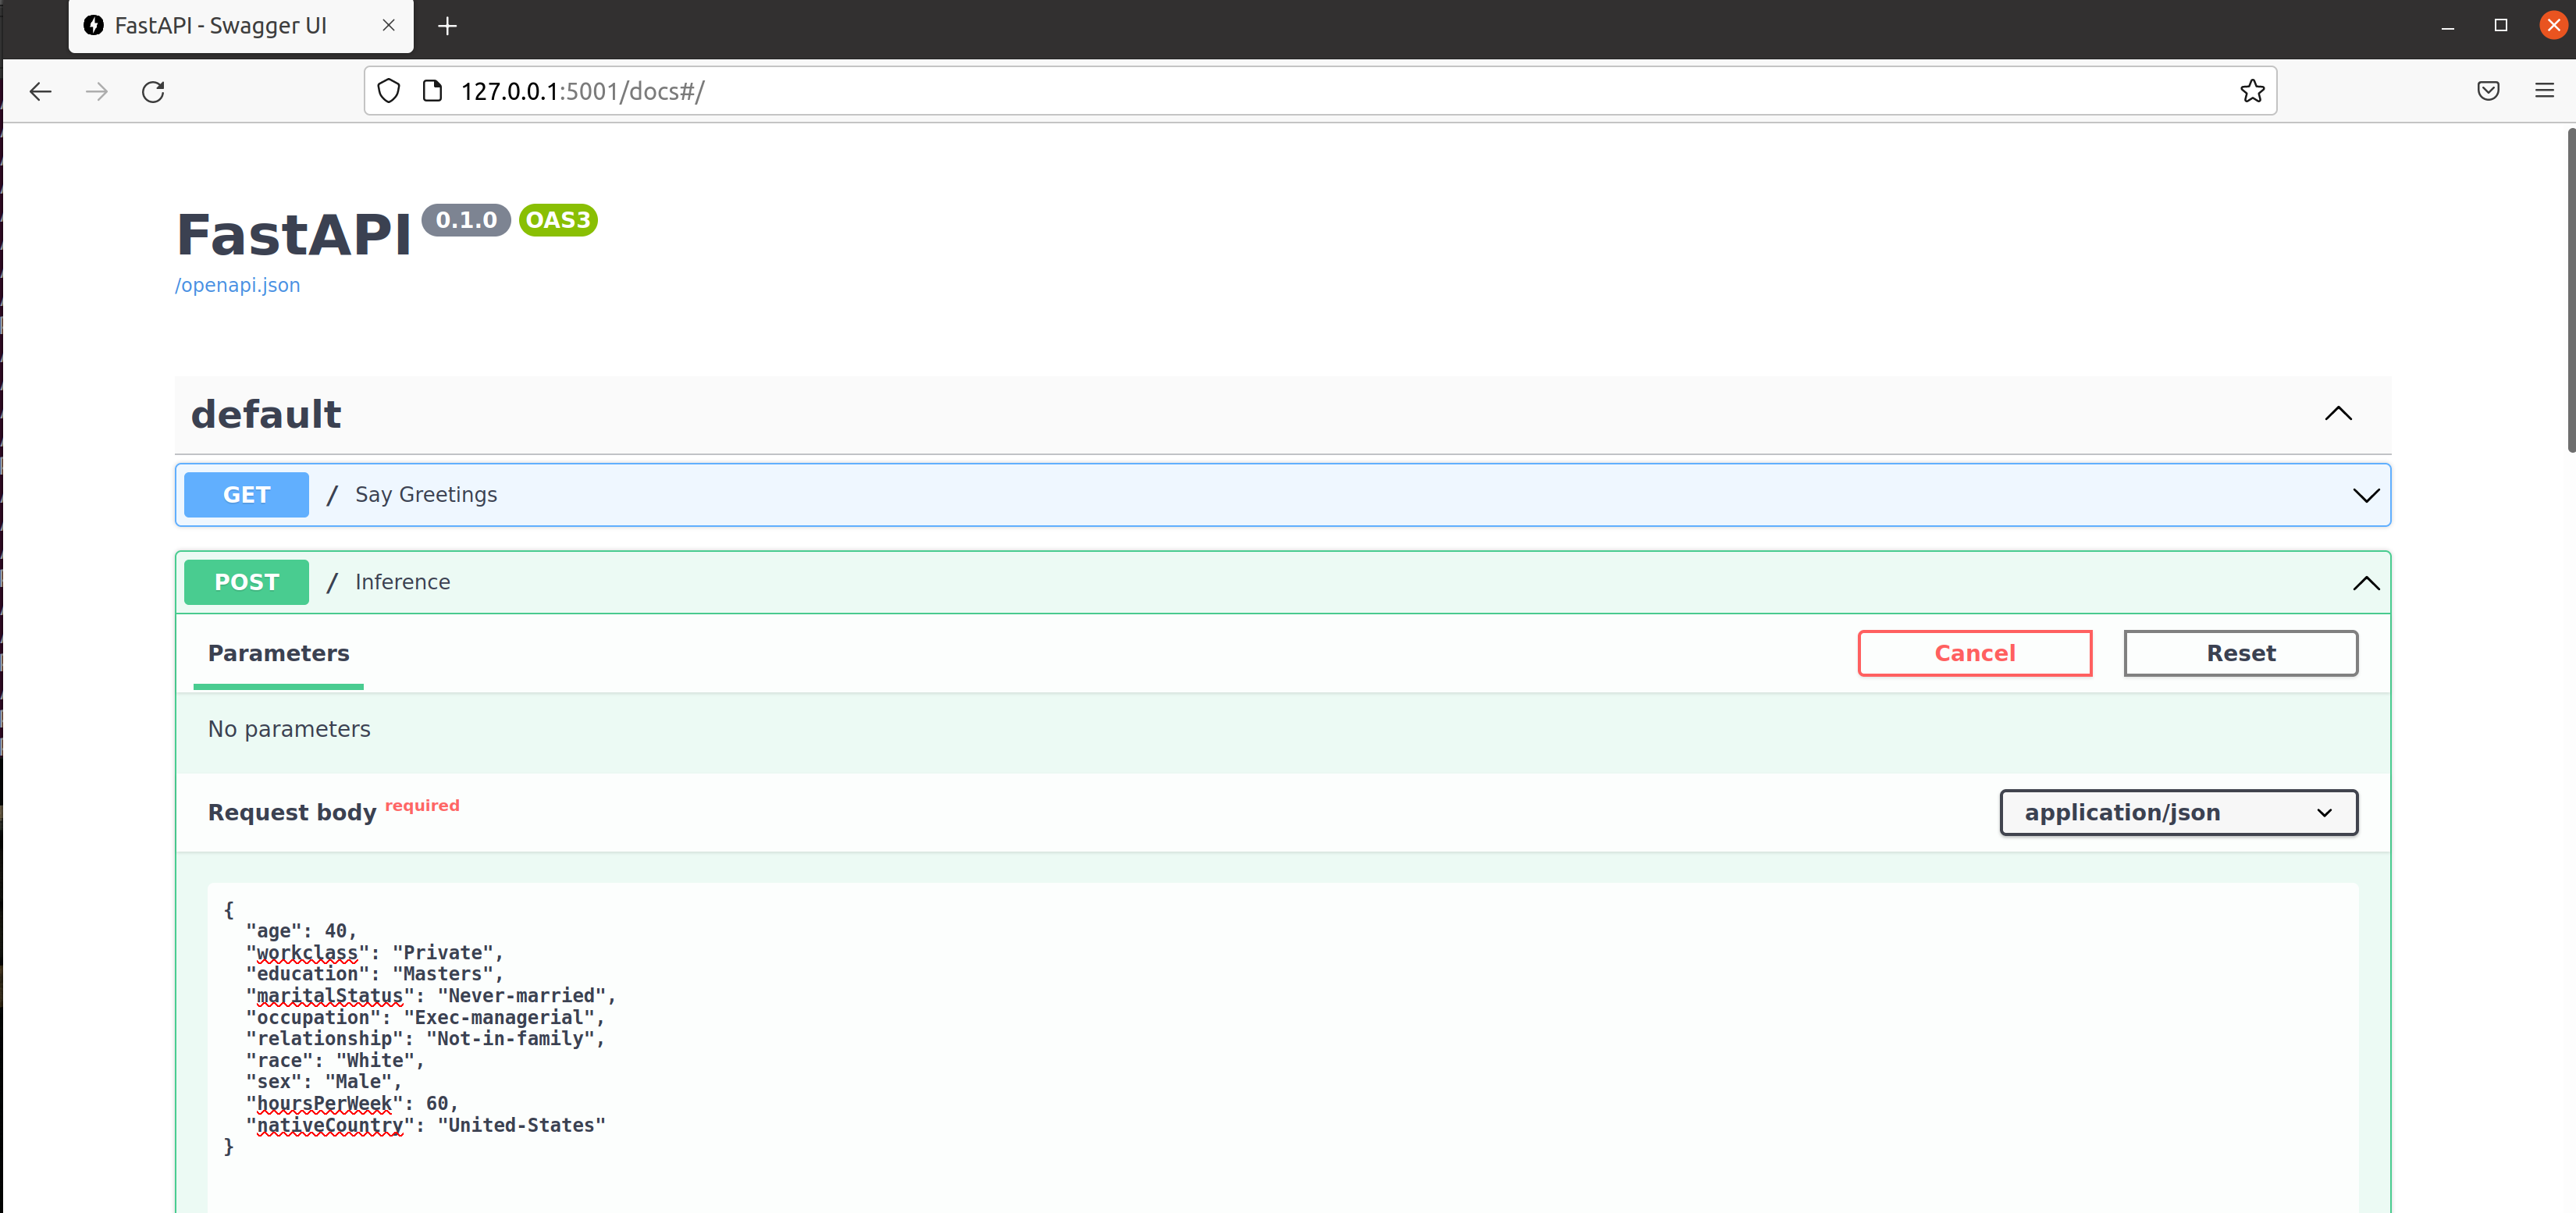 FastAPI - Swagger UI
127.0.0.1:5001/docs#/
FastAPI 0.1.0 OAS3
/openapi.json
default
GET / Say Greetings
POST / Inference
Parameters Cancel Reset
No parameters
Request body required application/json
{
"age": 40,
"workclass": "Private",
"education": "Masters",
"maritalStatus": "Never-married",
"occupation": "Exec-managerial",
"relationship": "Not-in-family",
"race": "White",
"sex": "Male",
"hoursPerWeek": 60,
"nativeCountry": "United-States"
}